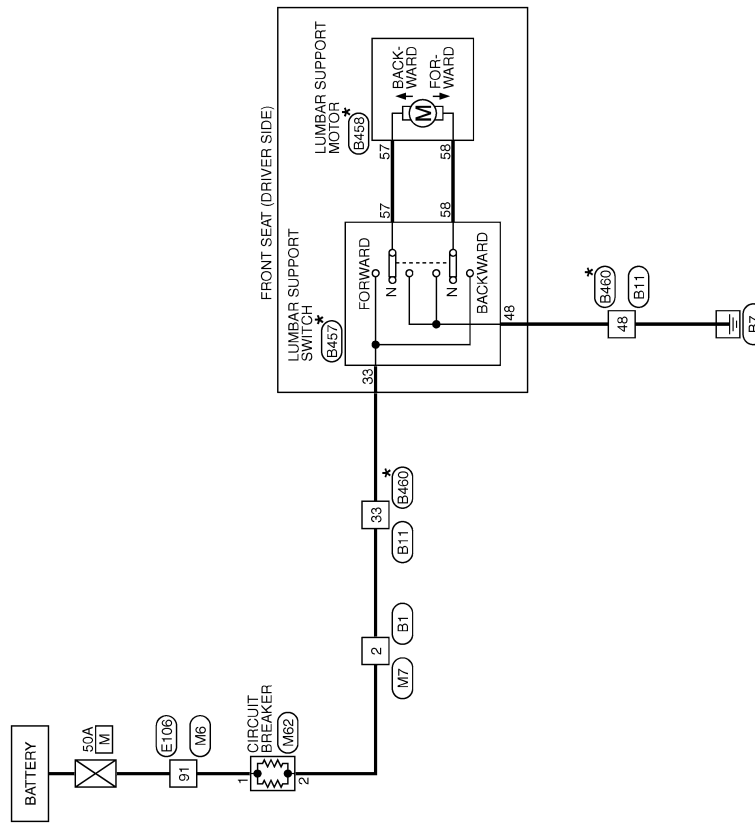 BATTERY
50A
M
E106
91
M6
1
CIRCUIT
BREAKER
M62
2
M7
2
B1
B11
33
B460
*
FRONT SEAT (DRIVER SIDE)
33
LUMBAR SUPPORT
SWITCH
*
B457
FORWARD
N
N
BACKWARD
48
57
58
57
58
LUMBAR SUPPORT
MOTOR
*
B458
M
BACK-
WARD
FOR-
WARD
*
B460
48
B11
B7